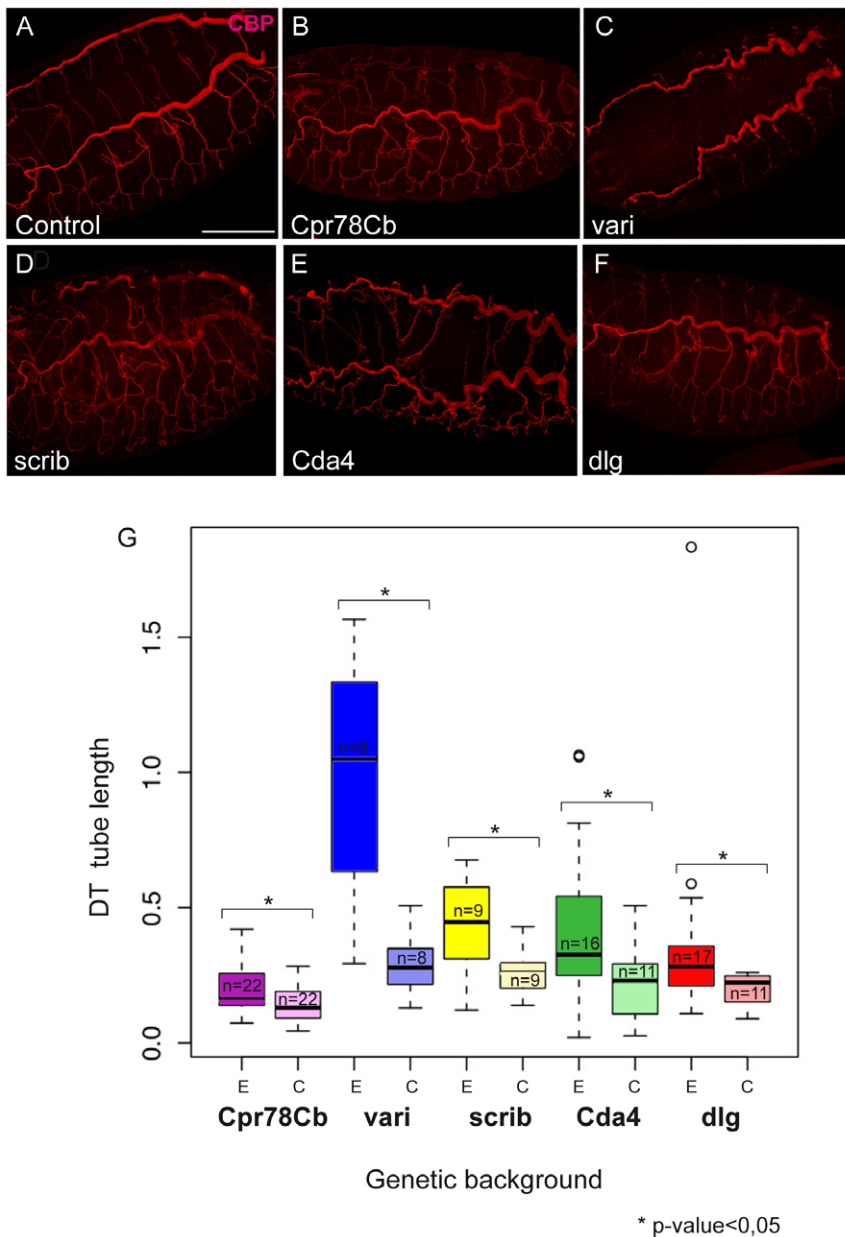 A CBP B C
Control Cpr78Cb vari
D D E F
scrib Cda4 dlg
G
DT tube length
1.5
1.0
0.5
0.0
*
*
*
*
*
n=22
n=22
n=8
n=8
n=9
n=9
n=16
n=11
n=17
n=11
E C E C E C E C E C
Cpr78Cb vari scrib Cda4 dlg
Genetic background
* p-value<0,05